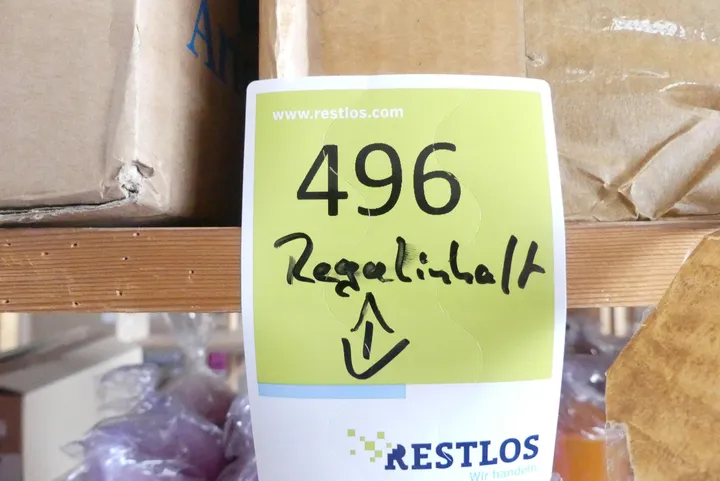 www.restlos.com
496
Regalinhalt
RESTLOS
Wir handeln